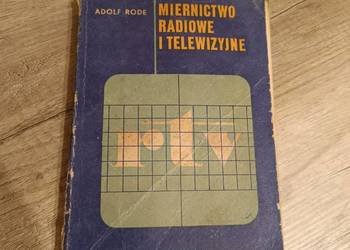 ADOLF RODE
MIERNICTWO
RADIOWE
I TELEWIZYJNE
rtv